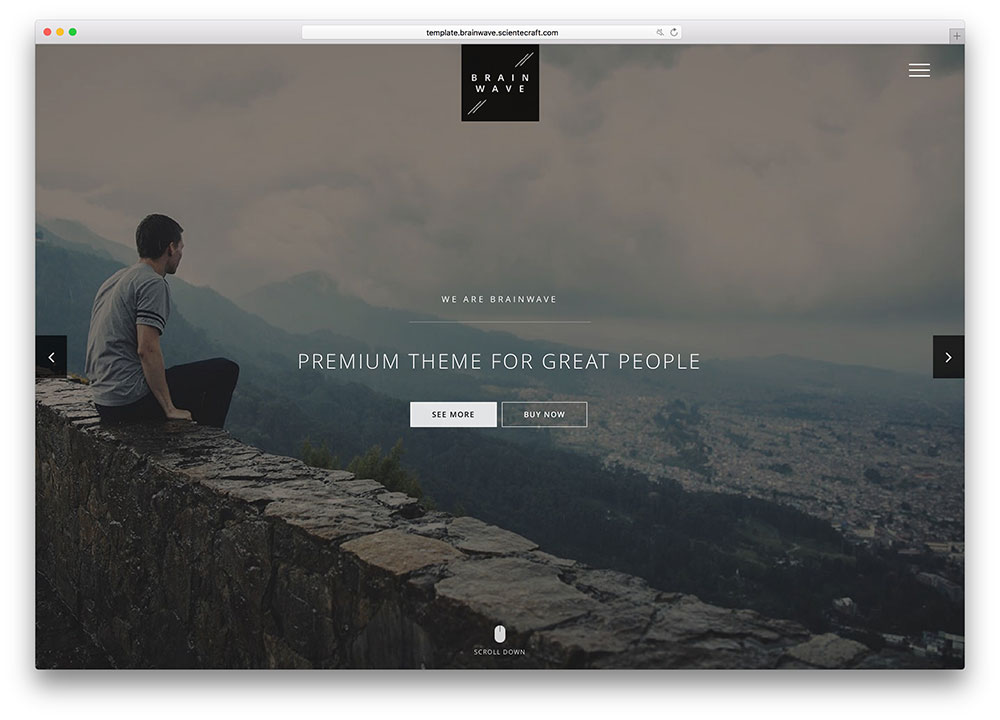 template.brainwave.scientecraft.com
BRAIN
WAVE
WE ARE BRAINWAVE
PREMIUM THEME FOR GREAT PEOPLE
SEE MORE
BUY NOW
SCROLL DOWN